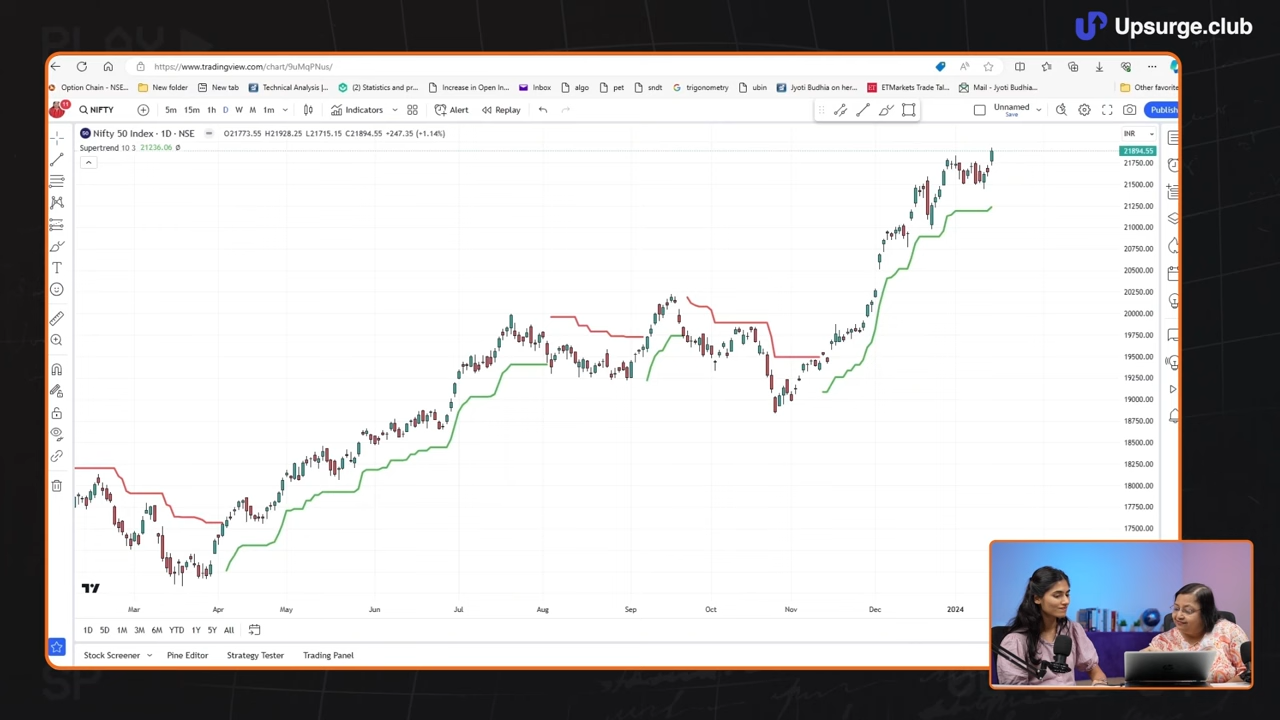 PLAY
Upsurge.club
https://www.tradingview.com/chart/9uMqPNus/
Option Chain - NSE... New folder New tab Technical Analysis |... (2) Statistics and pr... Increase in Open In... Inbox algo pet sndt trigonometry ubin Jyoti Budhia on hear... ETMarkets Trade Tal... Mail - Jyoti Budhia... Other favorite
11 NIFTY 5m 15m 1h D W M 1m Indicators Alert Replay Unnamed Save Publish
Nifty 50 Index · 1D · NSE O21773.55 H21928.25 L21715.15 C21894.55 +247.35 (+1.14%) INR
Supertrend 10 3 21236.06 Ø
21894.55
21750.00
21500.00
21250.00
21000.00
20750.00
20500.00
20250.00
20000.00
19750.00
19500.00
19250.00
19000.00
18750.00
18500.00
18250.00
18000.00
17750.00
17500.00
Mar Apr May Jun Jul Aug Sep Oct Nov Dec 2024
1D 5D 1M 3M 6M YTD 1Y 5Y All
Stock Screener Pine Editor Strategy Tester Trading Panel
SP